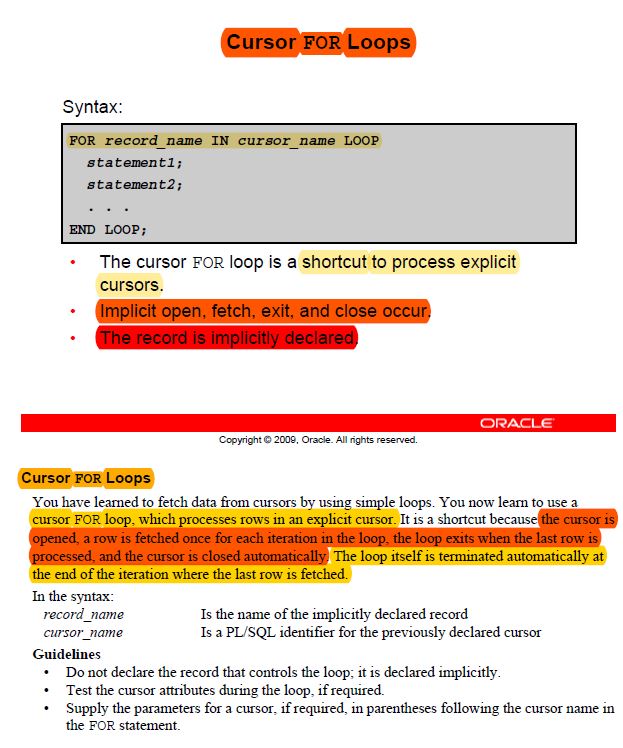 Cursor FOR Loops
Syntax:
FOR record_name IN cursor_name LOOP
statement1;
statement2;
. . .
END LOOP;
• The cursor FOR loop is a shortcut to process explicit
cursors.
• Implicit open, fetch, exit, and close occur.
• The record is implicitly declared.
ORACLE
Copyright © 2009, Oracle. All rights reserved.
Cursor FOR Loops
You have learned to fetch data from cursors by using simple loops. You now learn to use a
cursor FOR loop, which processes rows in an explicit cursor. It is a shortcut because the cursor is
opened, a row is fetched once for each iteration in the loop, the loop exits when the last row is
processed, and the cursor is closed automatically. The loop itself is terminated automatically at
the end of the iteration where the last row is fetched.
In the syntax:
record_name Is the name of the implicitly declared record
cursor_name Is a PL/SQL identifier for the previously declared cursor
Guidelines
• Do not declare the record that controls the loop; it is declared implicitly.
• Test the cursor attributes during the loop, if required.
• Supply the parameters for a cursor, if required, in parentheses following the cursor name in
the FOR statement.